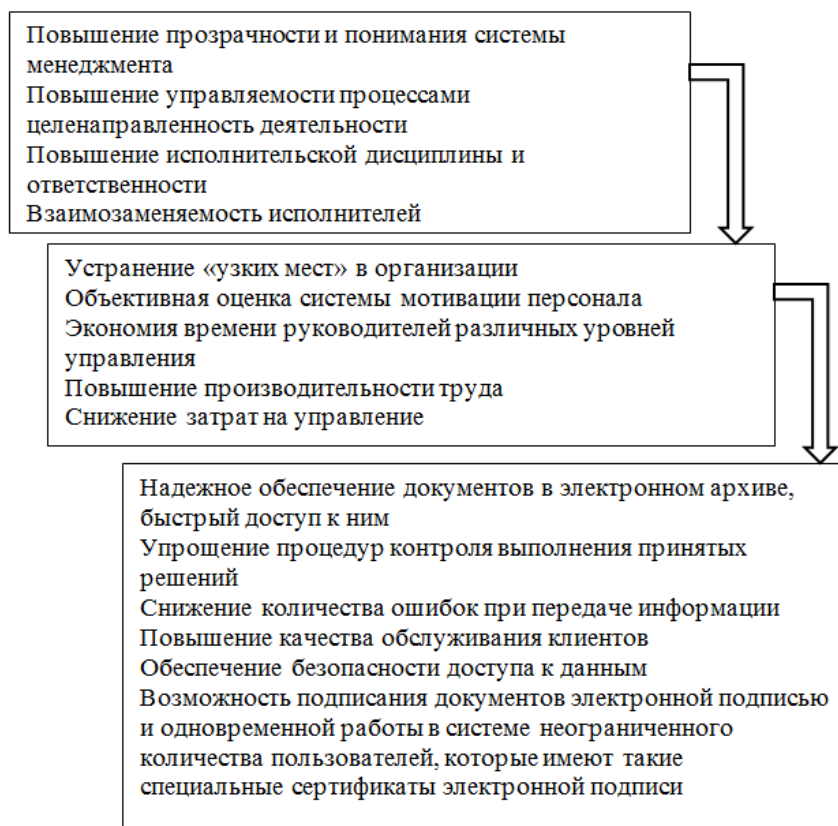 Повышение прозрачности и понимания системы
менеджмента
Повышение управляемости процессами
целенаправленность деятельности
Повышение исполнительской дисциплины и
ответственности
Взаимозаменяемость исполнителей
Устранение «узких мест» в организации
Объективная оценка системы мотивации персонала
Экономия времени руководителей различных уровней
управления
Повышение производительности труда
Снижение затрат на управление
Надежное обеспечение документов в электронном архиве,
быстрый доступ к ним
Упрощение процедур контроля выполнения принятых
решений
Снижение количества ошибок при передаче информации
Повышение качества обслуживания клиентов
Обеспечение безопасности доступа к данным
Возможность подписания документов электронной подписью
и одновременной работы в системе неограниченного
количества пользователей, которые имеют такие
специальные сертификаты электронной подписи